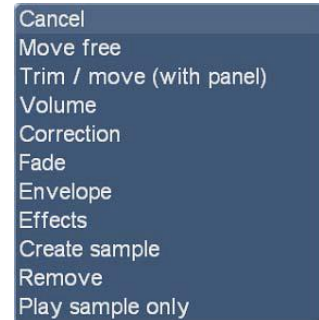 Cancel
Move free
Trim / move (with panel)
Volume
Correction
Fade
Envelope
Effects
Create sample
Remove
Play sample only